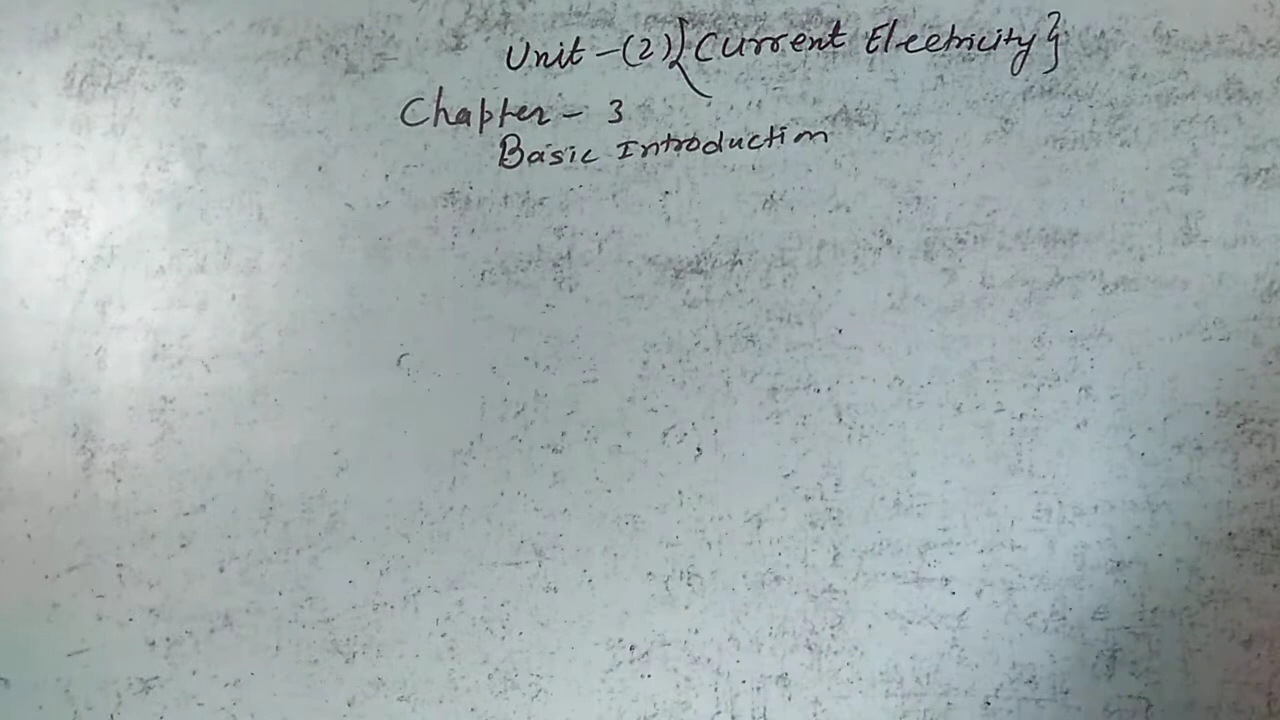 Unit - (2) {Current Electricity}
Chapter - 3
Basic Introduction